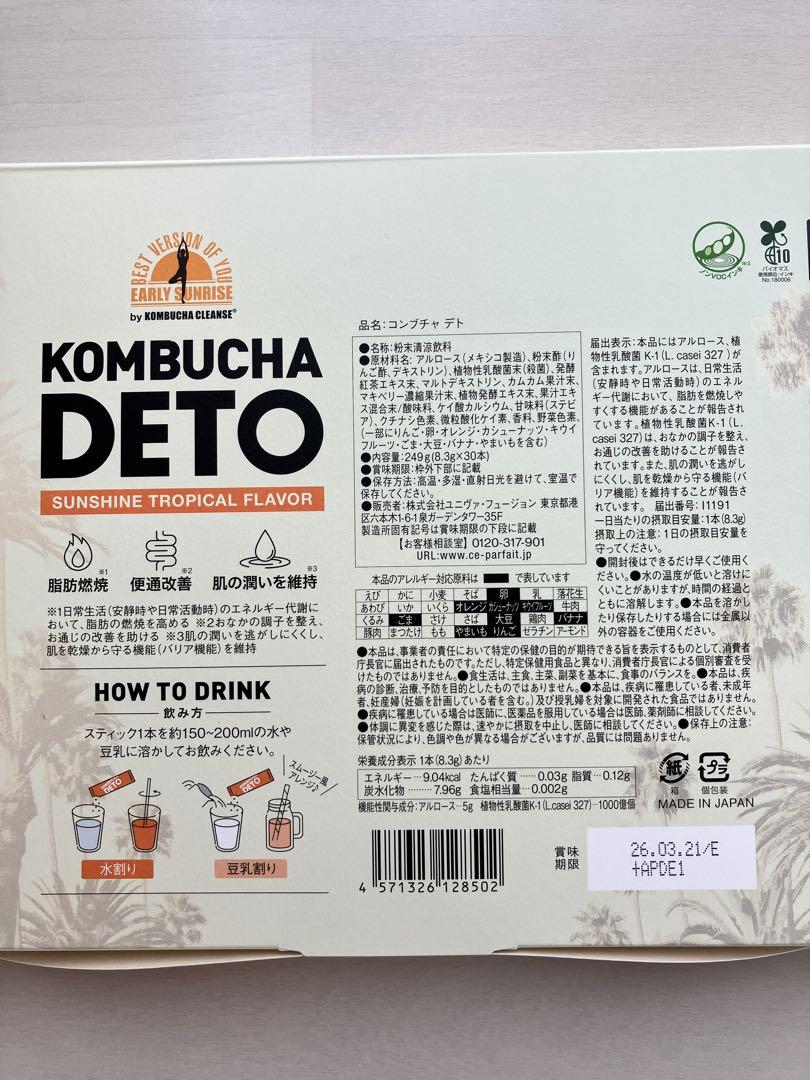 BEST VERSION OF YOU
EARLY SUNRISE
by KOMBUCHA CLEANSE®
KOMBUCHA
DETO
SUNSHINE TROPICAL FLAVOR
脂肪燃焼※1
便通改善※2
肌の潤いを維持※3
※1日常生活(安静時や日常活動時)のエネルギー代謝に
おいて、脂肪の燃焼を高める ※2おなかの調子を整え、
お通じの改善を助ける ※3肌の潤いを逃がしにくくし、
肌を乾燥から守る機能(バリア機能)を維持
HOW TO DRINK
飲み方
スティック1本を約150~200mlの水や
豆乳に溶かしてお飲みください。
DETO
DETO
スムージー風
アレンジ♪
水割り
豆乳割り
品名:コンブチャ デト
●名称:粉末清涼飲料
●原材料名:アルロース(メキシコ製造)、粉末酢(り
んご酢、デキストリン)、植物性乳酸菌末(殺菌)、発酵
紅茶エキス末、マルトデキストリン、カムカム果汁末、
マキベリー濃縮果汁末、植物発酵エキス末、果汁エキ
ス混合末/酸味料、ケイ酸カルシウム、甘味料(ステビ
ア)、クチナシ色素、微粒酸化ケイ素、香料、野菜色素、
(一部にりんご・卵・オレンジ・カシューナッツ・キウイ
フルーツ・ごま・大豆・バナナ・やまいもを含む)
●内容量:249g(8.3g×30本)
●賞味期限:枠外下部に記載
●保存方法:高温・多湿・直射日光を避けて、室温で
保存してください。
●販売者:株式会社ユニヴァ・フュージョン 東京都港
区六本木1-6-1泉ガーデンタワー35F
製造所固有記号は賞味期限の下段に記載
【お客様相談室】0120-317-901
URL:www.ce-parfait.jp
本品のアレルギー対応原料は で表しています
えび かに 小麦 そば 卵 乳 落花生
あわび いか いくら オレンジ カシューナッツ キウイフルーツ 牛肉
くるみ ごま さけ さば 大豆 鶏肉 バナナ
豚肉 まつたけ もも やまいも りんご ゼラチン アーモンド
ノンVOCインキ
10
バイオマス
使用部位:インキ
No.180006
届出表示:本品にはアルロース、植
物性乳酸菌 K-1(L. casei 327)が
含まれます。アルロースは、日常生活
(安静時や日常活動時)のエネル
ギー代謝において、脂肪を燃焼し
やすくする機能があることが報告され
ています。植物性乳酸菌K-1(L.
casei 327)は、おなかの調子を整え、
お通じを改善することが報告さ
れています。また、肌の潤いを逃がし
にくくし、肌を乾燥から守る機能(バ
リア機能)を維持することが報告さ
れています。 届出番号:I1191
一日当たりの摂取目安量:1本(8.3g)
摂取上の注意:1日の摂取目安量を
守ってください。
●開封後はできるだけ早くご使用く
ださい。●水の温度が低いと溶けに
くいことがありますが、時間の経過と
ともに溶解します。●本品を溶かし
たり保存したりする場合には金属以
外の容器をご使用ください。
●本品は、事業者の責任において特定の保健の目的が期待できる旨を表示するものとして、消費者
庁長官に届出されたものです。ただし、特定保健用食品と異なり、消費者庁長官による個別審査を受
けたものではありません。●食生活は、主食、主菜、副菜を基本に、食事のバランスを。●本品は、疾
病の診断、治療、予防を目的としたものではありません。●本品は、疾病に罹患している者、未成年
者、妊産婦(妊娠を計画している者を含む。)及び授乳婦を対象に開発された食品ではありません。
●疾病に罹患している場合は医師に、医薬品を服用している場合は医師、薬剤師に相談してください。
●体調に異変を感じた際は、速やかに摂取を中止し、医師に相談してください。●保存上の注意:
保管状況により、色調や色が異なる場合がございますが、品質には問題ありません。
栄養成分表示 1本(8.3g)あたり
エネルギー…9.04kcal たんぱく質……0.03g 脂質…0.12g
炭水化物………7.96g 食塩相当量…0.002g
機能性関与成分:アルロース…5g 植物性乳酸菌K-1(L.casei 327)…1000億個
紙
箱
プラ
個包装
MADE IN JAPAN
4 571326 128502
賞味
期限
26.03.21/E
+APDE1